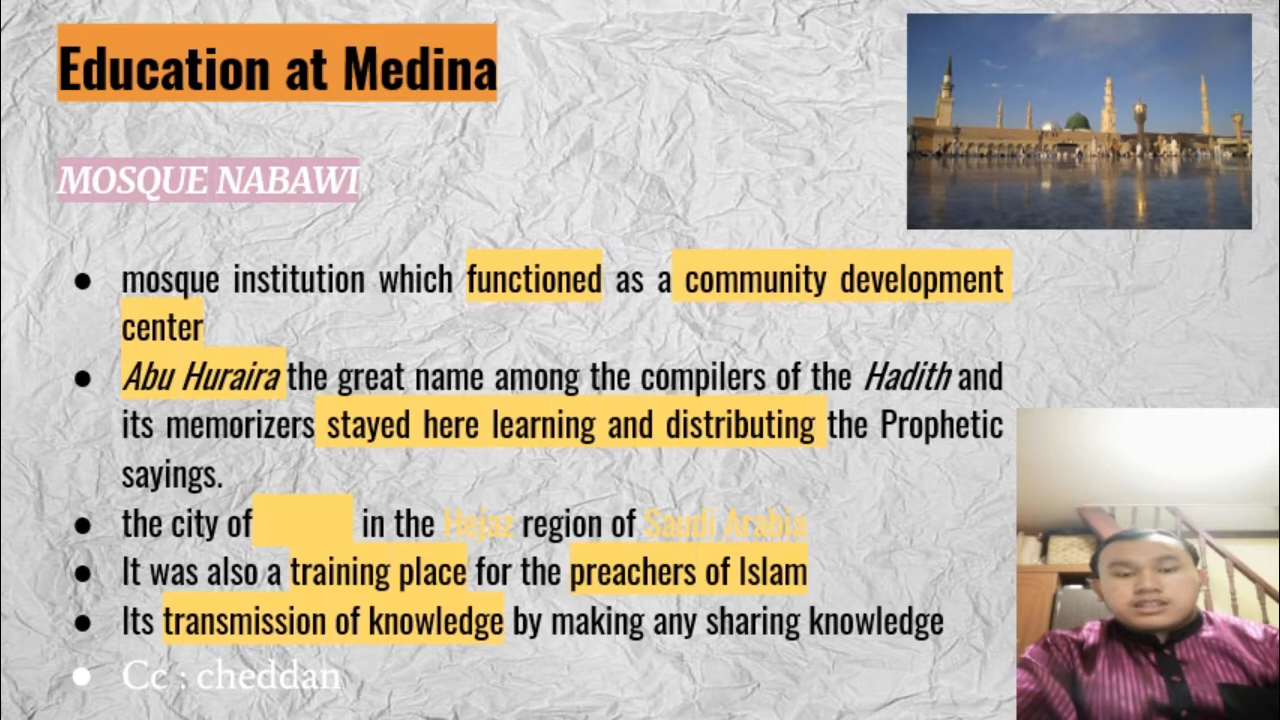 Education at Medina
MOSQUE NABAWI
● mosque institution which functioned as a community development
center
● Abu Huraira the great name among the compilers of the Hadith and
its memorizers stayed here learning and distributing the Prophetic
sayings.
● the city of in the Hejaz region of Saudi Arabia
● It was also a training place for the preachers of Islam
● Its transmission of knowledge by making any sharing knowledge
● Cc : cheddan